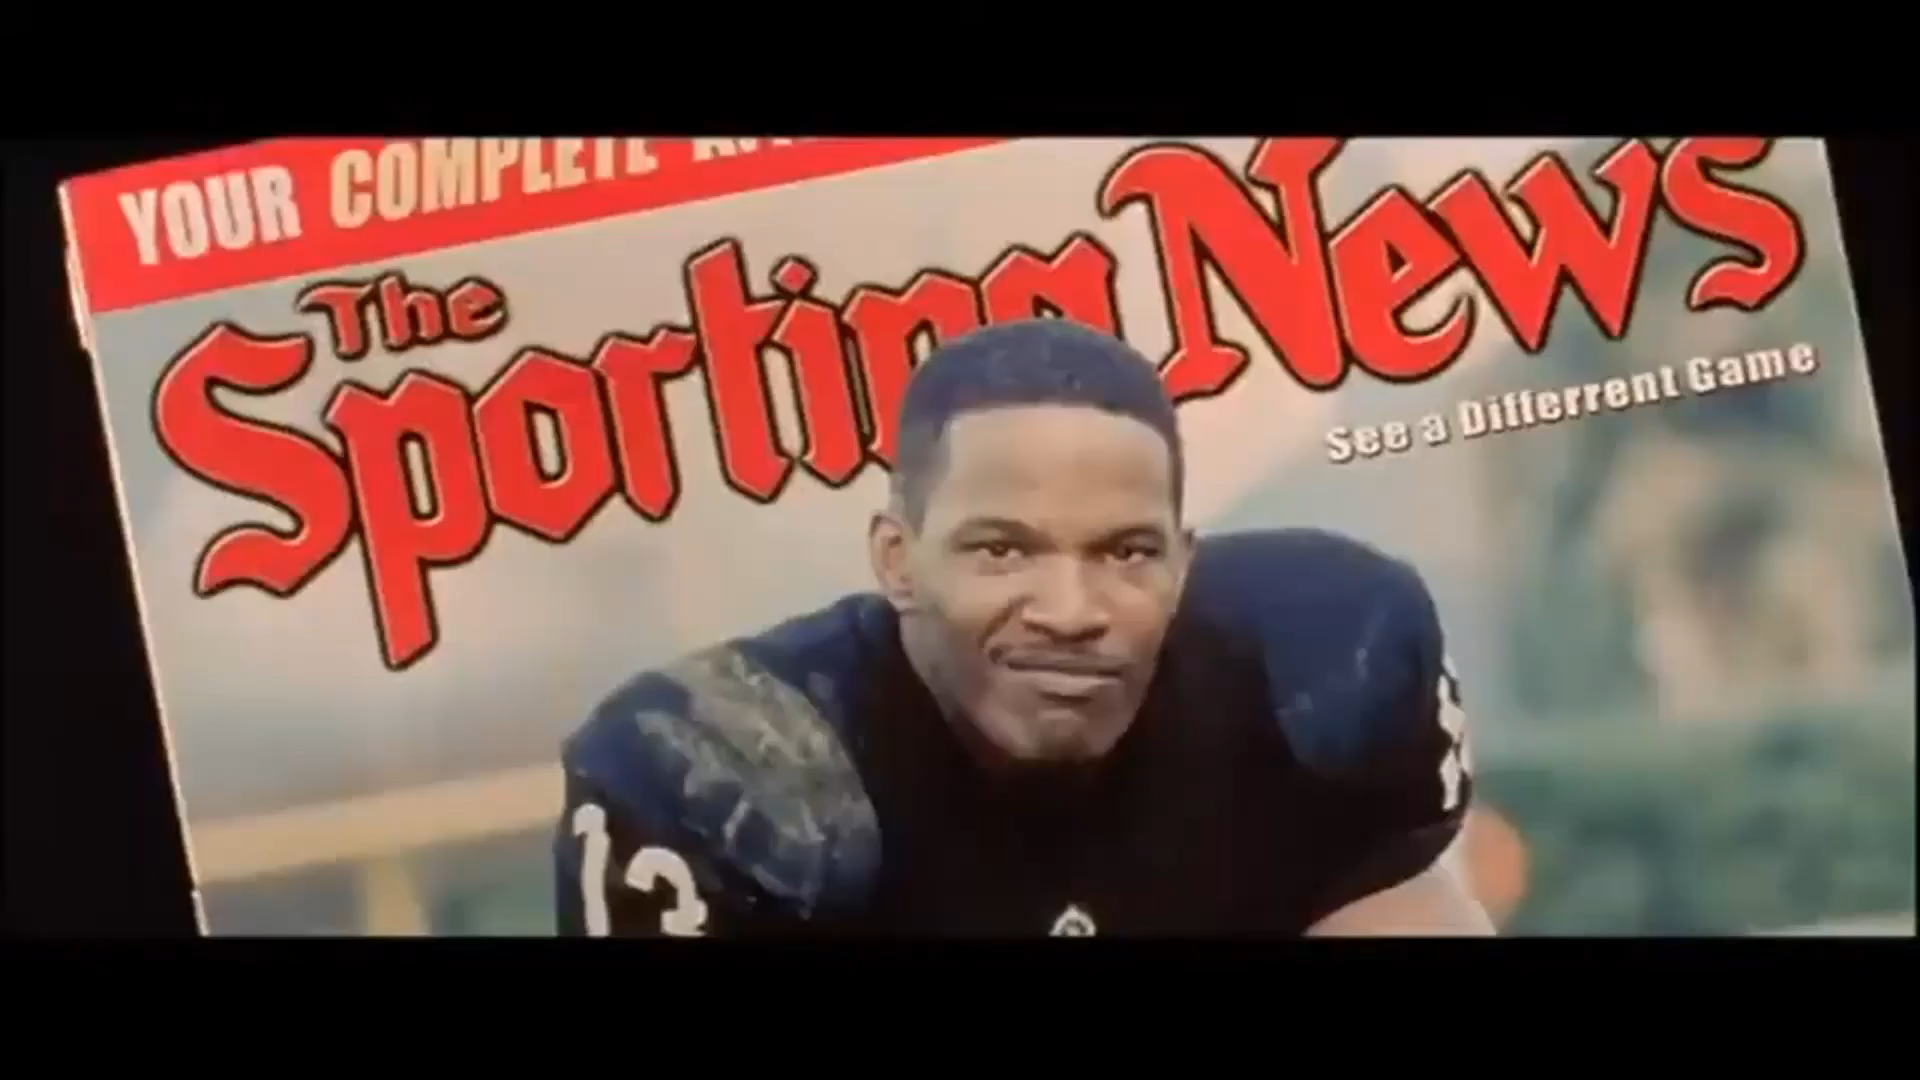 YOUR COMPLETE
The
Sporting News
See a Differrent Game
13